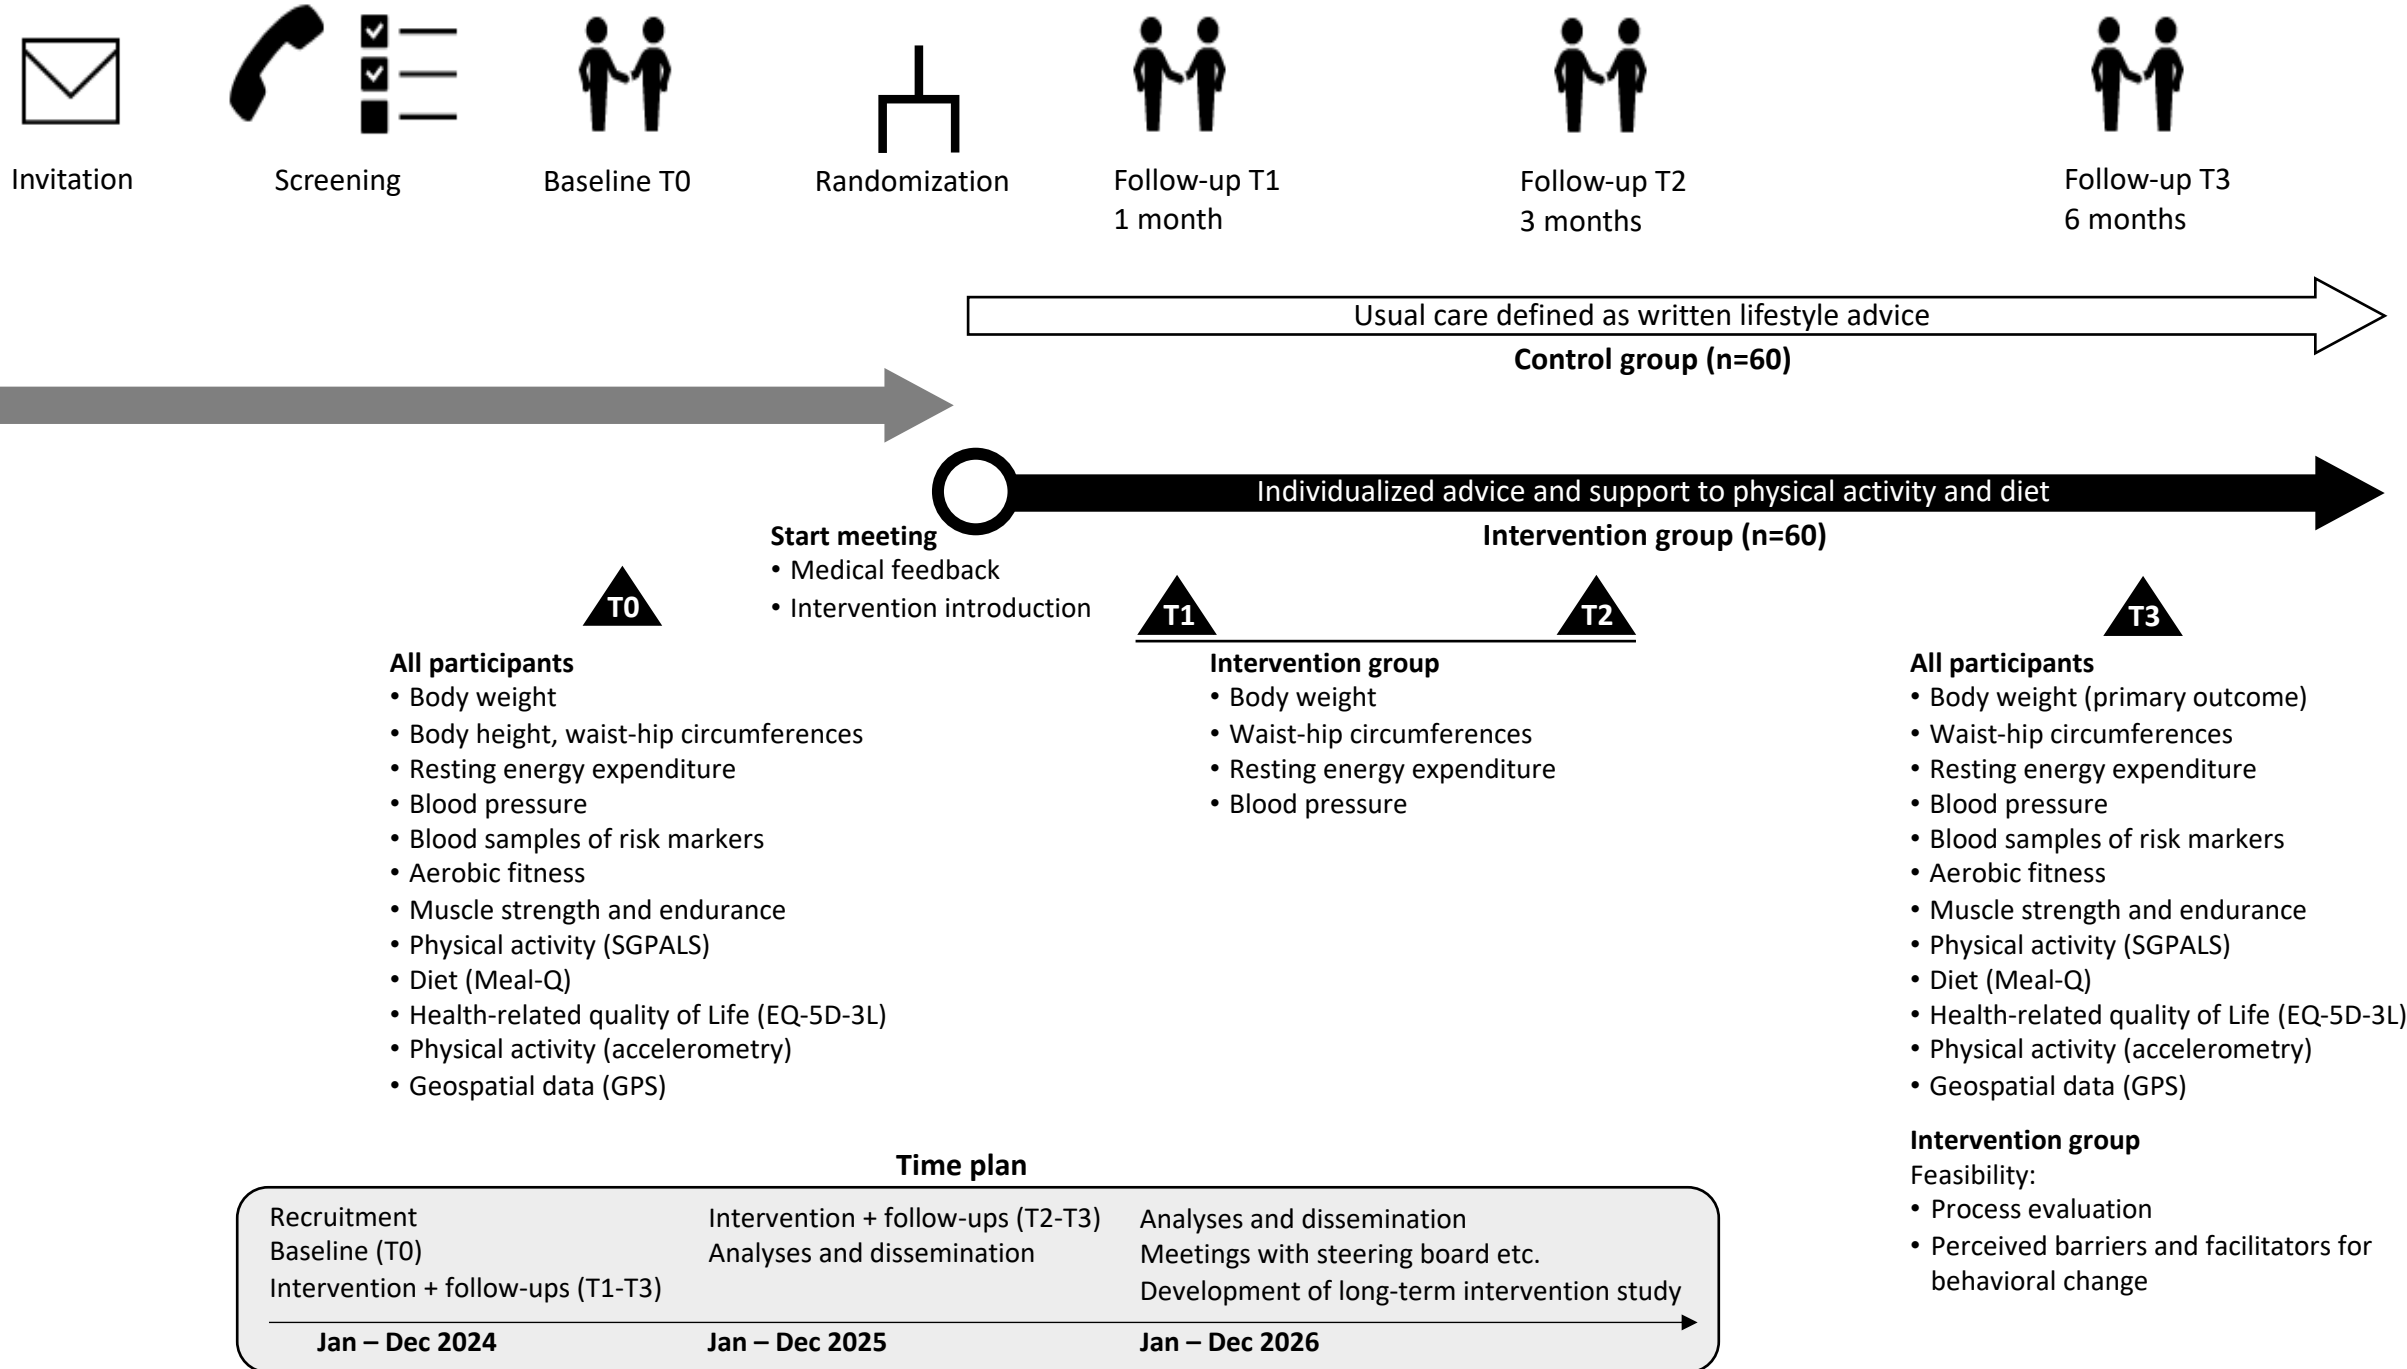 Invitation
Screening
Baseline T0
Randomization
Follow-up T1
1 month
Follow-up T2
3 months
Follow-up T3
6 months
Usual care defined as written lifestyle advice
Control group (n=60)
Individualized advice and support to physical activity and diet
Intervention group (n=60)
Start meeting
• Medical feedback
• Intervention introduction
T0
T1
T2
T3
All participants
• Body weight
• Body height, waist-hip circumferences
• Resting energy expenditure
• Blood pressure
• Blood samples of risk markers
• Aerobic fitness
• Muscle strength and endurance
• Physical activity (SGPALS)
• Diet (Meal-Q)
• Health-related quality of Life (EQ-5D-3L)
• Physical activity (accelerometry)
• Geospatial data (GPS)
Intervention group
• Body weight
• Waist-hip circumferences
• Resting energy expenditure
• Blood pressure
All participants
• Body weight (primary outcome)
• Waist-hip circumferences
• Resting energy expenditure
• Blood pressure
• Blood samples of risk markers
• Aerobic fitness
• Muscle strength and endurance
• Physical activity (SGPALS)
• Diet (Meal-Q)
• Health-related quality of Life (EQ-5D-3L)
• Physical activity (accelerometry)
• Geospatial data (GPS)
Intervention group
Feasibility:
• Process evaluation
• Perceived barriers and facilitators for
behavioral change
Time plan
Recruitment
Baseline (T0)
Intervention + follow-ups (T1-T3)
Jan – Dec 2024
Intervention + follow-ups (T2-T3)
Analyses and dissemination
Jan – Dec 2025
Analyses and dissemination
Meetings with steering board etc.
Development of long-term intervention study
Jan – Dec 2026